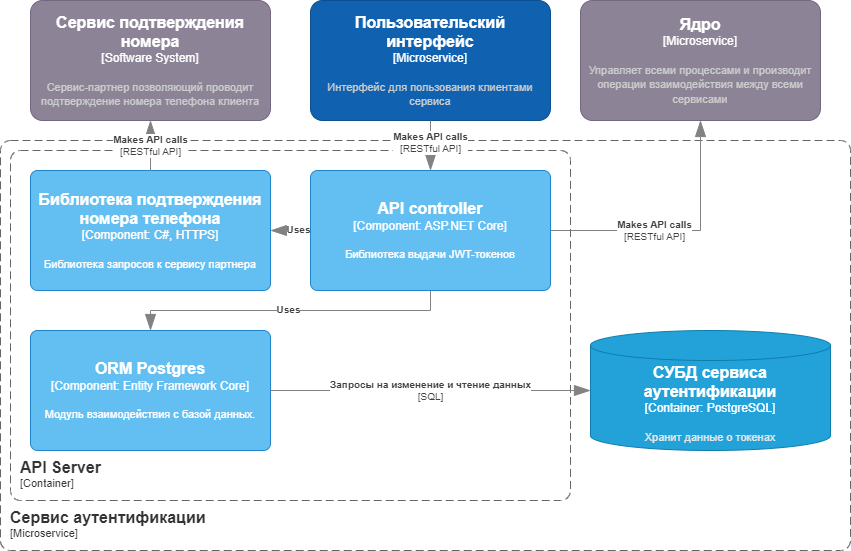 Сервис подтверждения
номера
[Software System]
Сервис-партнер позволяющий проводит
подтверждение номера телефона клиента
Пользовательский
интерфейс
[Microservice]
Интерфейс для пользования клиентами
сервиса
Ядро
[Microservice]
Управляет всеми процессами и производит
операции взаимодействия между всеми
сервисами
Makes API calls
[RESTful API]
Makes API calls
[RESTful API]
Библиотека подтверждения
номера телефона
[Component: C#, HTTPS]
Библиотека запросов к сервису партнера
Uses
API controller
[Component: ASP.NET Core]
Библиотека выдачи JWT-токенов
Makes API calls
[RESTful API]
Uses
ORM Postgres
[Component: Entity Framework Core]
Модуль взаимодействия с базой данных.
Запросы на изменение и чтение данных
[SQL]
СУБД сервиса
аутентификации
[Container: PostgreSQL]
Хранит данные о токенах
API Server
[Container]
Сервис аутентификации
[Microservice]